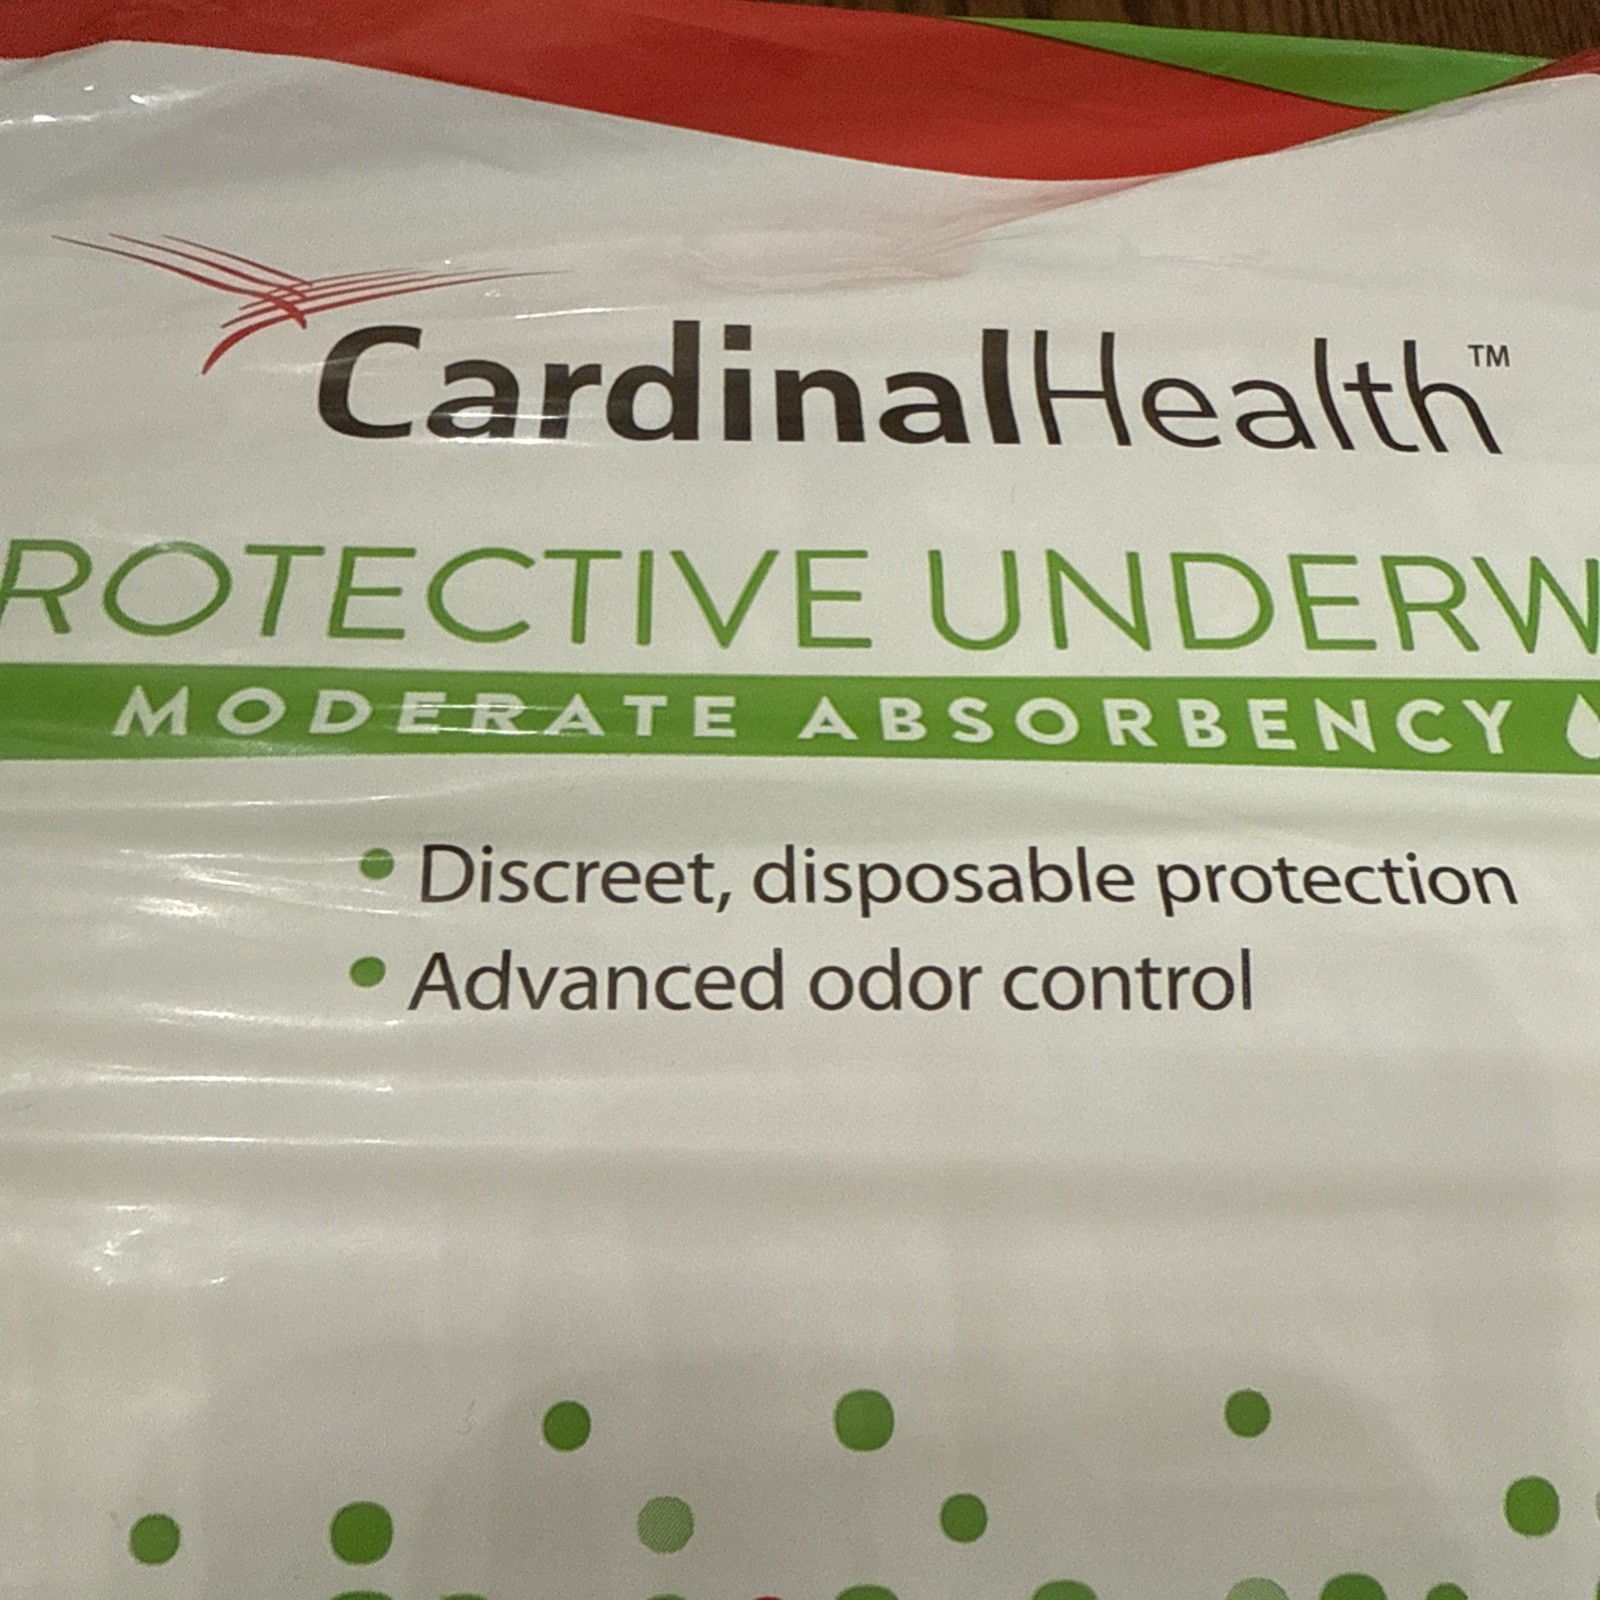 CardinalHealth™
ROTECTIVE UNDERW
MODERATE ABSORBENCY
• Discreet, disposable protection
• Advanced odor control